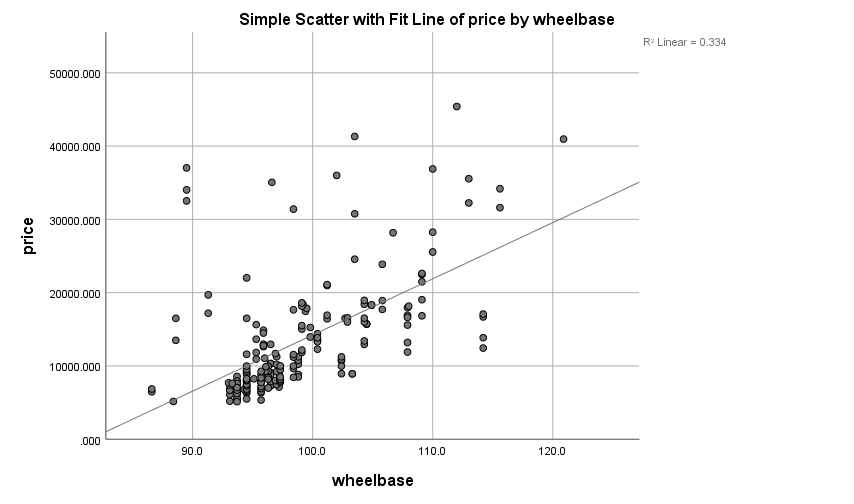 Simple Scatter with Fit Line of price by wheelbase
R² Linear = 0.334
50000.000
40000.000
30000.000
20000.000
10000.000
.000
price
90.0 100.0 110.0 120.0
wheelbase